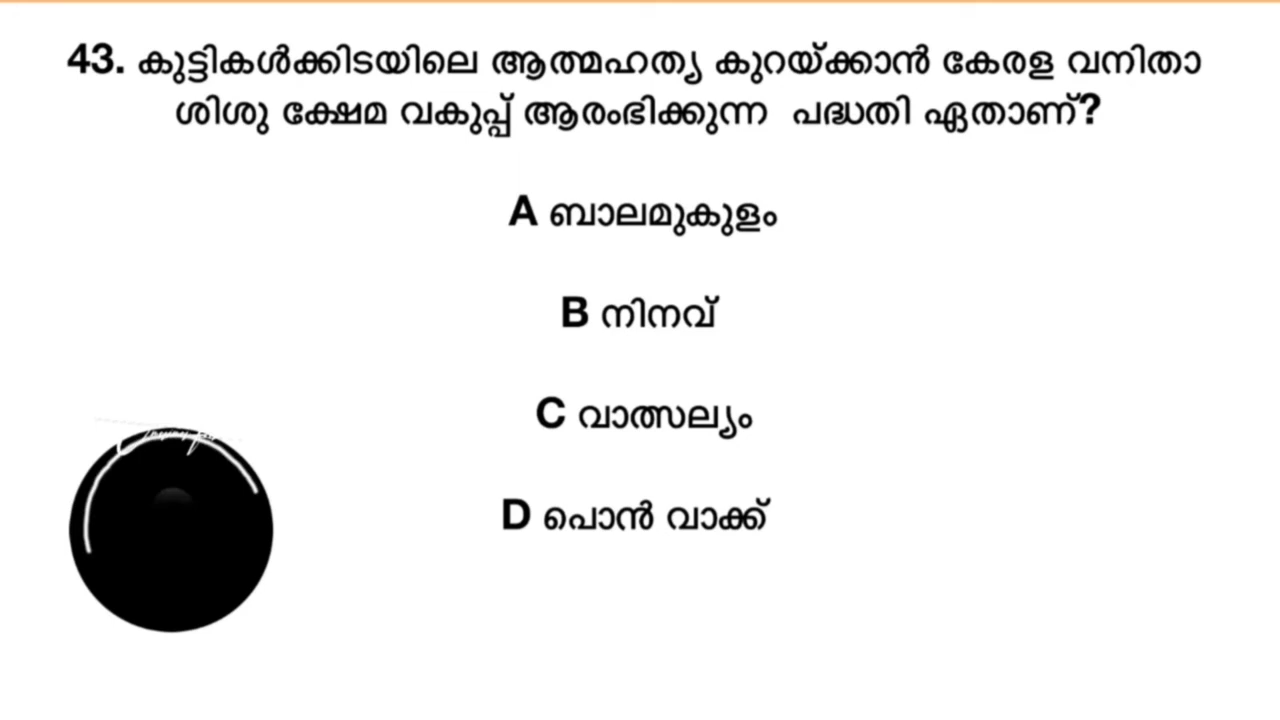 43. കുട്ടികൾക്കിടയിലെ ആത്മഹത്യ കുറയ്ക്കാൻ കേരള വനിതാ
ശിശു ക്ഷേമ വകുപ്പ് ആരംഭിക്കുന്ന പദ്ധതി ഏതാണ്?
A ബാലമുകുളം
B നിനവ്
C വാത്സല്യം
D പൊൻ വാക്ക്